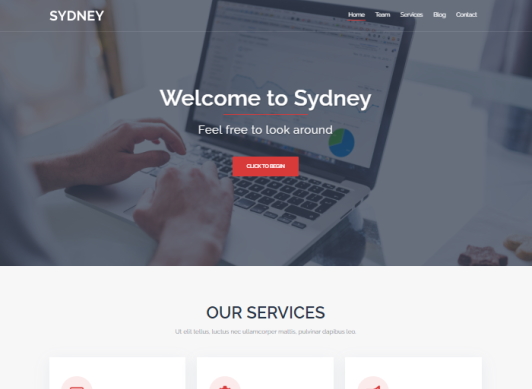 SYDNEY
Home Team Services Blog Contact
Welcome to Sydney
Feel free to look around
CLICK TO BEGIN
OUR SERVICES
Ut elit tellus, luctus nec ullamcorper mattis, pulvinar dapibus leo.